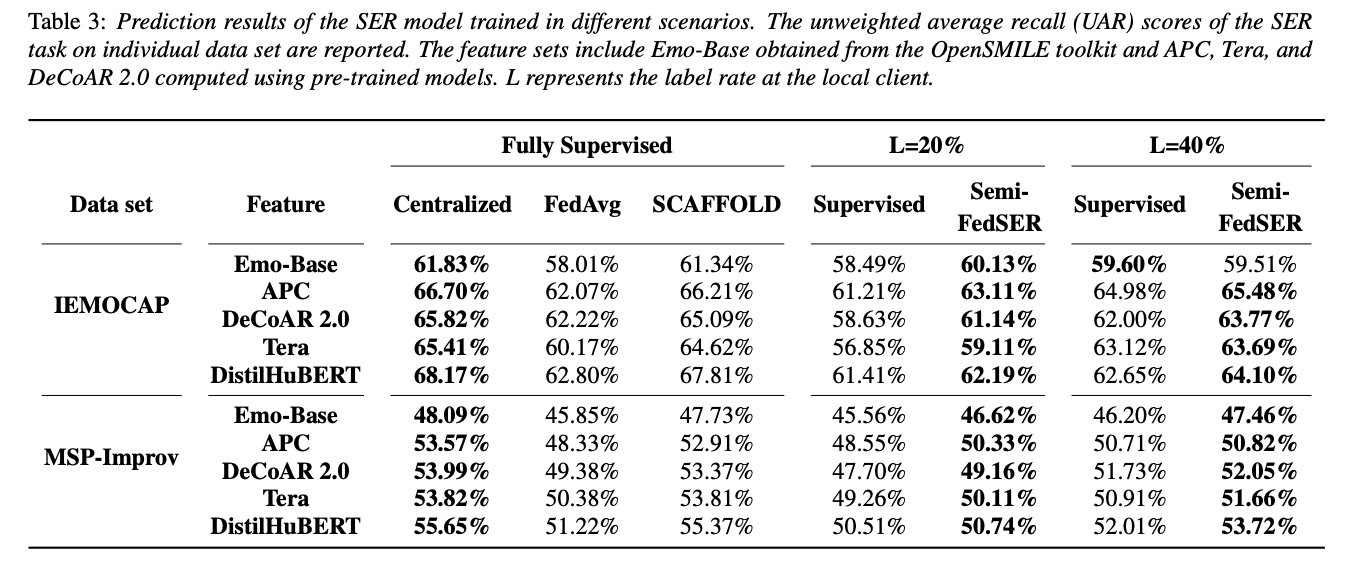 Table 3: Prediction results of the SER model trained in different scenarios. The unweighted average recall (UAR) scores of the SER
task on individual data set are reported. The feature sets include Emo-Base obtained from the OpenSMILE toolkit and APC, Tera, and
DeCoAR 2.0 computed using pre-trained models. L represents the label rate at the local client.
Fully Supervised L=20% L=40%
Data set Feature Centralized FedAvg SCAFFOLD Supervised Semi-FedSER Supervised Semi-FedSER
IEMOCAP
Emo-Base 61.83% 58.01% 61.34% 58.49% 60.13% 59.60% 59.51%
APC 66.70% 62.07% 66.21% 61.21% 63.11% 64.98% 65.48%
DeCoAR 2.0 65.82% 62.22% 65.09% 58.63% 61.14% 62.00% 63.77%
Tera 65.41% 60.17% 64.62% 56.85% 59.11% 63.12% 63.69%
DistilHuBERT 68.17% 62.80% 67.81% 61.41% 62.19% 62.65% 64.10%
MSP-Improv
Emo-Base 48.09% 45.85% 47.73% 45.56% 46.62% 46.20% 47.46%
APC 53.57% 48.33% 52.91% 48.55% 50.33% 50.71% 50.82%
DeCoAR 2.0 53.99% 49.38% 53.37% 47.70% 49.16% 51.73% 52.05%
Tera 53.82% 50.38% 53.81% 49.26% 50.11% 50.91% 51.66%
DistilHuBERT 55.65% 51.22% 55.37% 50.51% 50.74% 52.01% 53.72%